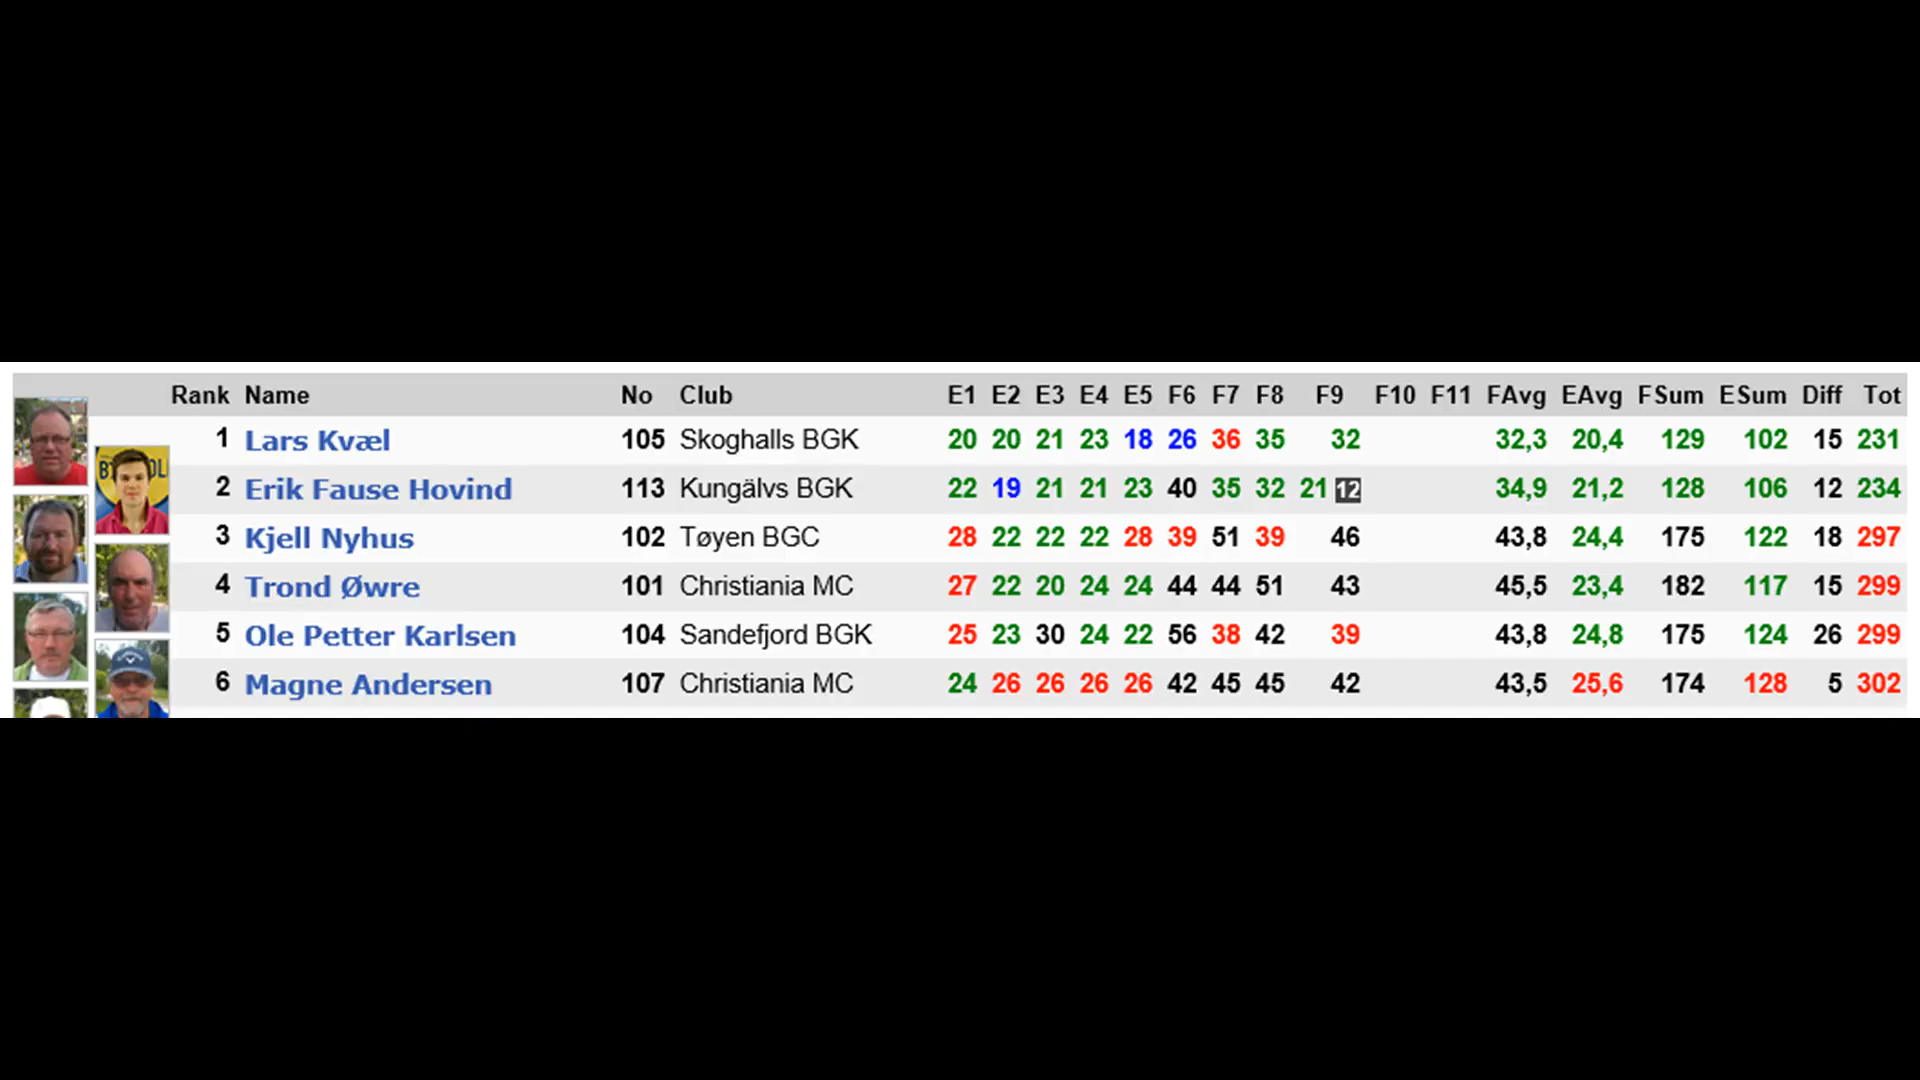 Rank Name No Club E1 E2 E3 E4 E5 F6 F7 F8 F9 F10 F11 FAvg EAvg FSum ESum Diff Tot
1 Lars Kvæl 105 Skoghalls BGK 20 20 21 23 18 26 36 35 32 32,3 20,4 129 102 15 231
2 Erik Fause Hovind 113 Kungälvs BGK 22 19 21 21 23 40 35 32 21 12 34,9 21,2 128 106 12 234
3 Kjell Nyhus 102 Tøyen BGC 28 22 22 22 28 39 51 39 46 43,8 24,4 175 122 18 297
4 Trond Øwre 101 Christiania MC 27 22 20 24 24 44 44 51 43 45,5 23,4 182 117 15 299
5 Ole Petter Karlsen 104 Sandefjord BGK 25 23 30 24 22 56 38 42 39 43,8 24,8 175 124 26 299
6 Magne Andersen 107 Christiania MC 24 26 26 26 26 42 45 45 42 43,5 25,6 174 128 5 302